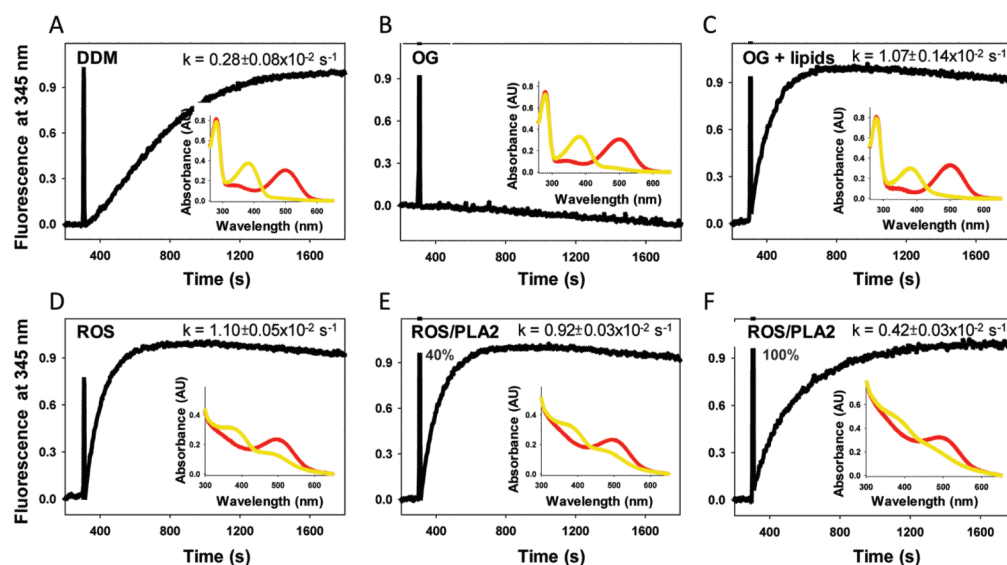 A
DDM
k = 0.28±0.08x10-2 s-1
Fluorescence at 345 nm
0.9
0.6
0.3
0.0
400 800 1200 1600
Time (s)
Absorbance (AU)
0.8
0.6
0.4
0.2
0.0
300 400 500 600
Wavelength (nm)
B
OG
0.9
0.6
0.3
0.0
400 800 1200 1600
Time (s)
Absorbance (AU)
0.8
0.6
0.4
0.2
0.0
300 400 500 600
Wavelength (nm)
C
OG + lipids
k = 1.07±0.14x10-2 s-1
0.9
0.6
0.3
0.0
400 800 1200 1600
Time (s)
Absorbance (AU)
0.8
0.6
0.4
0.2
0.0
300 400 500 600
Wavelength (nm)
D
ROS
k = 1.10±0.05x10-2 s-1
Fluorescence at 345 nm
0.9
0.6
0.3
0.0
400 800 1200 1600
Time (s)
Absorbance (AU)
0.4
0.2
0.0
300 400 500 600
Wavelength (nm)
E
ROS/PLA2
40%
k = 0.92±0.03x10-2 s-1
0.9
0.6
0.3
0.0
400 800 1200 1600
Time (s)
Absorbance (AU)
0.4
0.2
0.0
300 400 500 600
Wavelength (nm)
F
ROS/PLA2
100%
k = 0.42±0.03x10-2 s-1
0.9
0.6
0.3
0.0
400 800 1200 1600
Time (s)
Absorbance (AU)
0.8
0.6
0.4
0.2
0.0
300 400 500 600
Wavelength (nm)